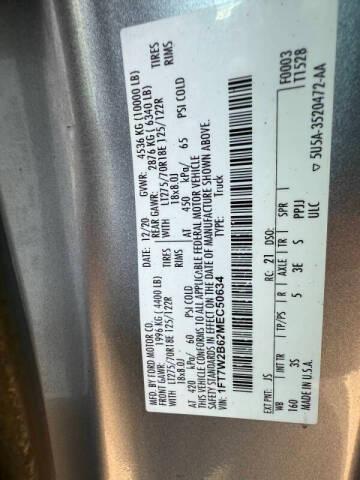 MFD. BY FORD MOTOR CO.
12/20
GVWR: 4536 KG (10000 LB)
FRONT GAWR: 1996 KG ( 4400 LB)
REAR GAWR: 2876 KG ( 6340 LB)
WITH
LT275/70R18E 125/122R
WITH
LT275/70R18E 125/122R
TIRES
18x8.0J
18x8.0J
RIMS
AT 420 kPa/ 60 PSI COLD
AT 450 kPa/ 65 PSI COLD
THIS VEHICLE CONFORMS TO ALL APPLICABLE FEDERAL MOTOR VEHICLE
SAFETY STANDARDS IN EFFECT ON THE DATE OF MANUFACTURE SHOWN ABOVE.
VIN: 1FT7W2B62MEC50634
TYPE: Truck
F0003
T1528
EXT PNT: JS
RC: 21 DSO:
WB
INT TR
TP/PS
R
AXLE
TR
SPR
160
3S
5
3E
S
PPJJ
MADE IN U.S.A.
ULC
5U5A-3520472-AA
TIRES
RIMS